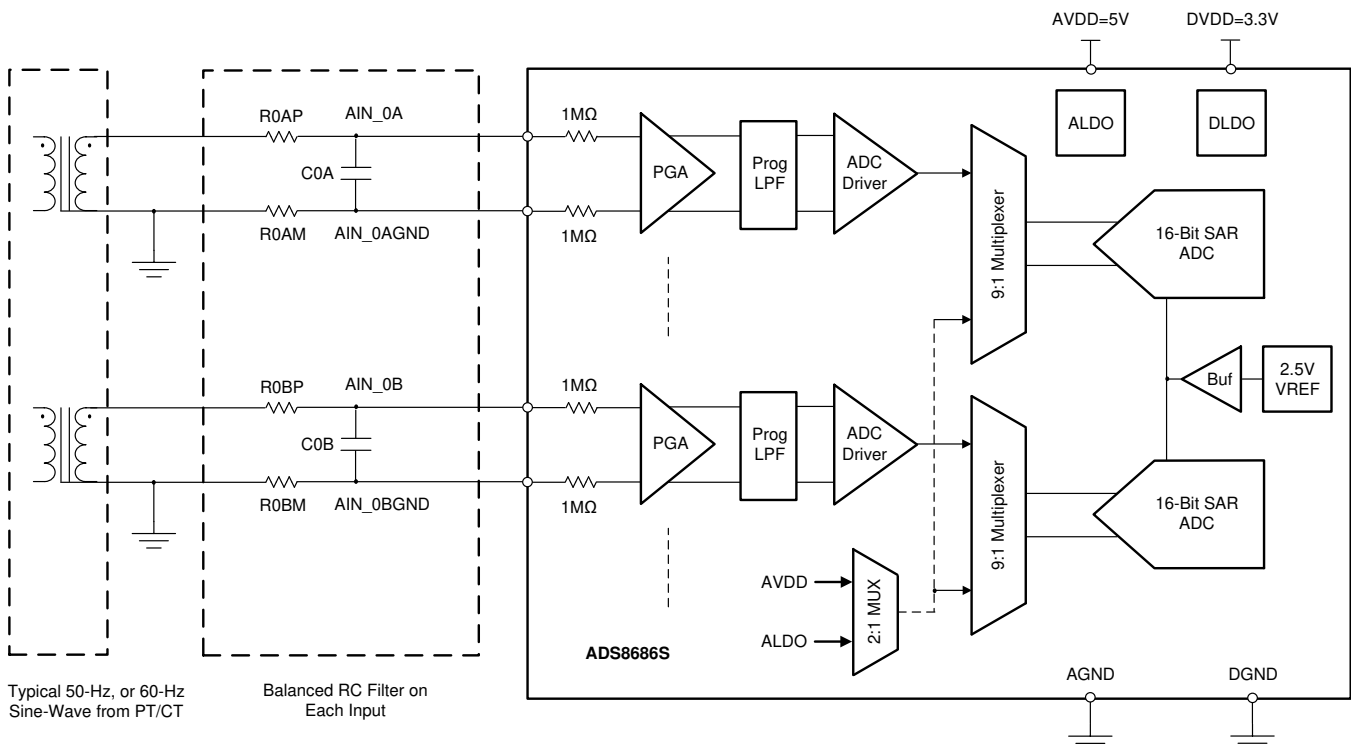 AVDD=5V
DVDD=3.3V
R0AP
AIN_0A
1MΩ
ALDO
DLDO
C0A
PGA
Prog
LPF
ADC
Driver
9:1 Multiplexer
16-Bit SAR
ADC
R0AM
AIN_0AGND
1MΩ
R0BP
AIN_0B
1MΩ
Buf
2.5V
VREF
C0B
PGA
Prog
LPF
ADC
Driver
9:1 Multiplexer
16-Bit SAR
ADC
R0BM
AIN_0BGND
1MΩ
AVDD
2:1 MUX
ALDO
ADS8686S
AGND
DGND
Typical 50-Hz, or 60-Hz
Sine-Wave from PT/CT
Balanced RC Filter on
Each Input